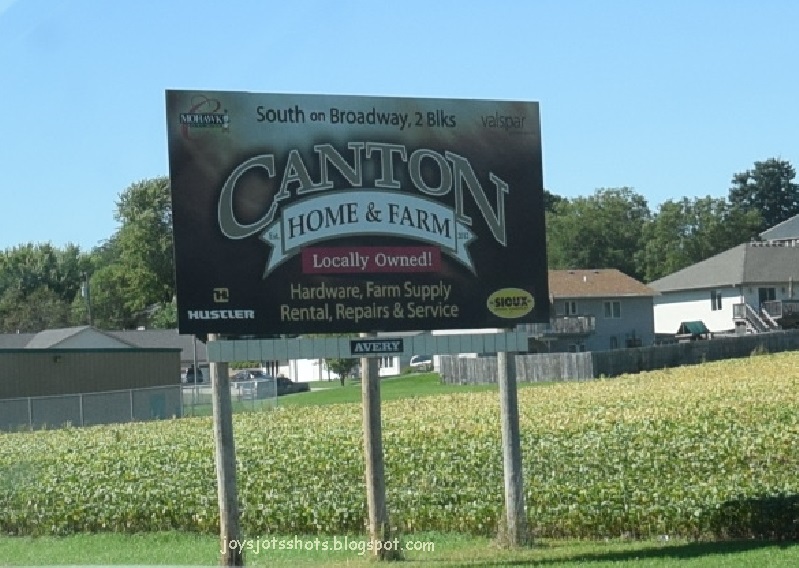 MOHAWK
South on Broadway, 2 Blks
valspar
CANTON
HOME & FARM
Est.
Locally Owned!
Hardware, Farm Supply
Rental, Repairs & Service
HUSTLER
SIOUX
AVERY
joysjotsshots.blogspot.com